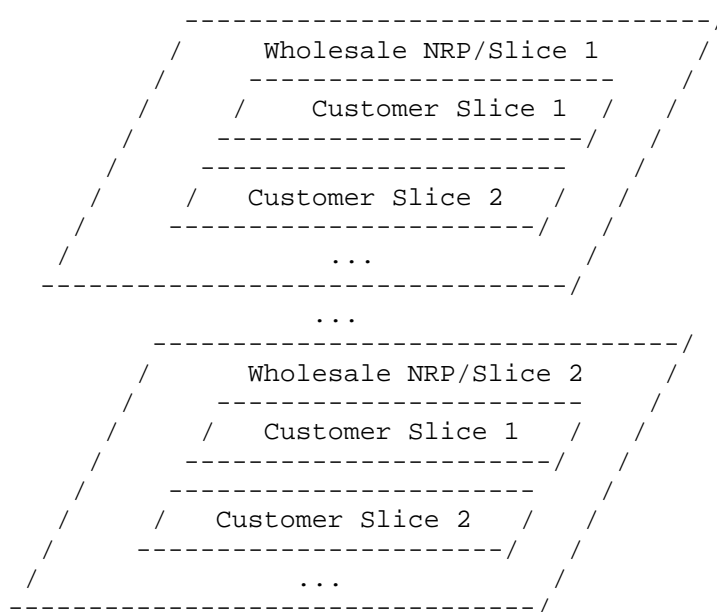 Wholesale NRP/Slice 1
Customer Slice 1
Customer Slice 2
...
...
Wholesale NRP/Slice 2
Customer Slice 1
Customer Slice 2
...